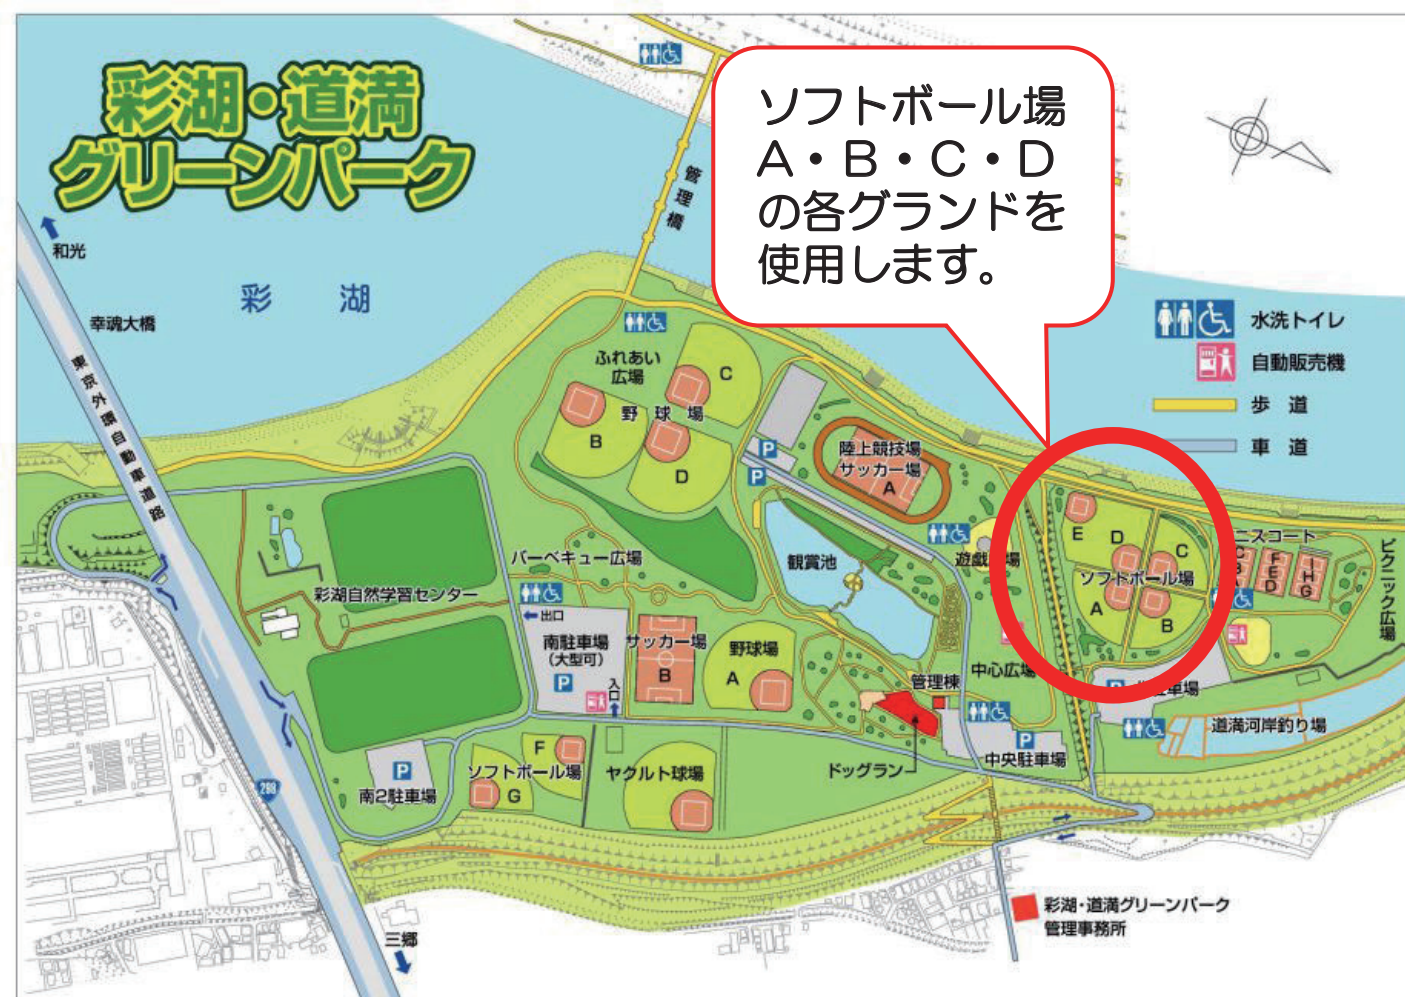 彩湖・道満
グリーンパーク
ソフトボール場
A・B・C・D
の各グランドを
使用します。
管理橋
和光
彩 湖
幸魂大橋
東京外環自動車道路
水洗トイレ
自動販売機
歩 道
車 道
ふれあい
広場
野 球 場
C
B
D
P
P
陸上競技場
サッカー場
A
E
D
C
ソフトボール場
A
B
ニスコート
C
B
F
E
D
I
H
G
ピクニック広場
観賞池
遊戯
場
バーベキュー広場
彩湖自然学習センター
出口
南駐車場
(大型可)
P
入口
サッカー場
B
野球場
A
管理棟
中心広場
P
車場
道満河岸釣り場
P
中央駐車場
ドッグラン
F
ソフトボール場
G
ヤクルト球場
P
南2駐車場
298
三郷
彩湖・道満グリーンパーク
管理事務所